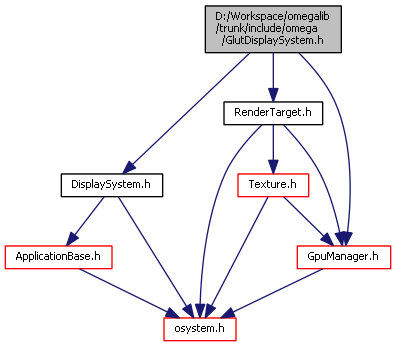 D:/Workspace/omegalib
/trunk/include/omega
/GlutDisplaySystem.h
RenderTarget.h
DisplaySystem.h
Texture.h
ApplicationBase.h
GpuManager.h
osystem.h